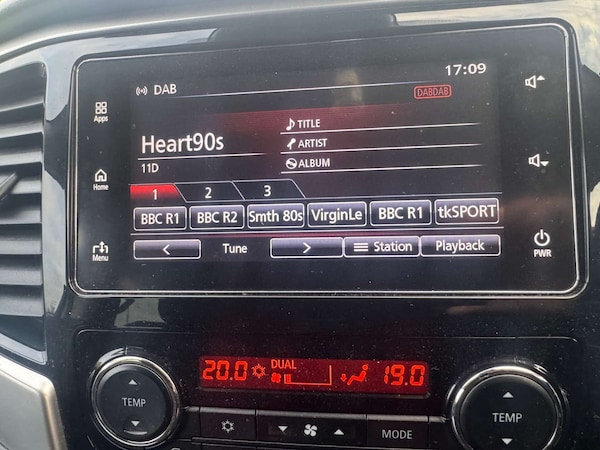 17:09
DAB
DABDAB
Apps
Heart90s
TITLE
ARTIST
11D
ALBUM
Home
1 2 3
BBC R1 BBC R2 Smth 80s VirginLe BBC R1 tkSPORT
Menu
< Tune > Station Playback
PWR
20.0 DUAL 19.0
TEMP
TEMP
MODE